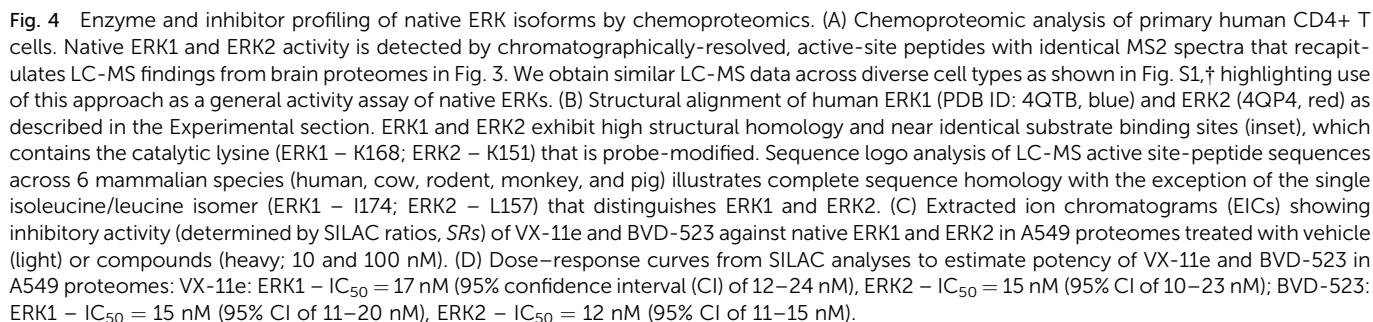 Fig. 4 Enzyme and inhibitor profiling of native ERK isoforms by chemoproteomics. (A) Chemoproteomic analysis of primary human CD4+ T
cells. Native ERK1 and ERK2 activity is detected by chromatographically-resolved, active-site peptides with identical MS2 spectra that recapit-
ulates LC-MS findings from brain proteomes in Fig. 3. We obtain similar LC-MS data across diverse cell types as shown in Fig. S1,† highlighting use
of this approach as a general activity assay of native ERKs. (B) Structural alignment of human ERK1 (PDB ID: 4QTB, blue) and ERK2 (4QP4, red) as
described in the Experimental section. ERK1 and ERK2 exhibit high structural homology and near identical substrate binding sites (inset), which
contains the catalytic lysine (ERK1 – K168; ERK2 – K151) that is probe-modified. Sequence logo analysis of LC-MS active site-peptide sequences
across 6 mammalian species (human, cow, rodent, monkey, and pig) illustrates complete sequence homology with the exception of the single
isoleucine/leucine isomer (ERK1 – I174; ERK2 – L157) that distinguishes ERK1 and ERK2. (C) Extracted ion chromatograms (EICs) showing
inhibitory activity (determined by SILAC ratios, SRs) of VX-11e and BVD-523 against native ERK1 and ERK2 in A549 proteomes treated with vehicle
(light) or compounds (heavy; 10 and 100 nM). (D) Dose–response curves from SILAC analyses to estimate potency of VX-11e and BVD-523 in
A549 proteomes: VX-11e: ERK1 – IC50 = 17 nM (95% confidence interval (CI) of 12–24 nM), ERK2 – IC50 = 15 nM (95% CI of 10–23 nM); BVD-523:
ERK1 – IC50 = 15 nM (95% CI of 11–20 nM), ERK2 – IC50 = 12 nM (95% CI of 11–15 nM).